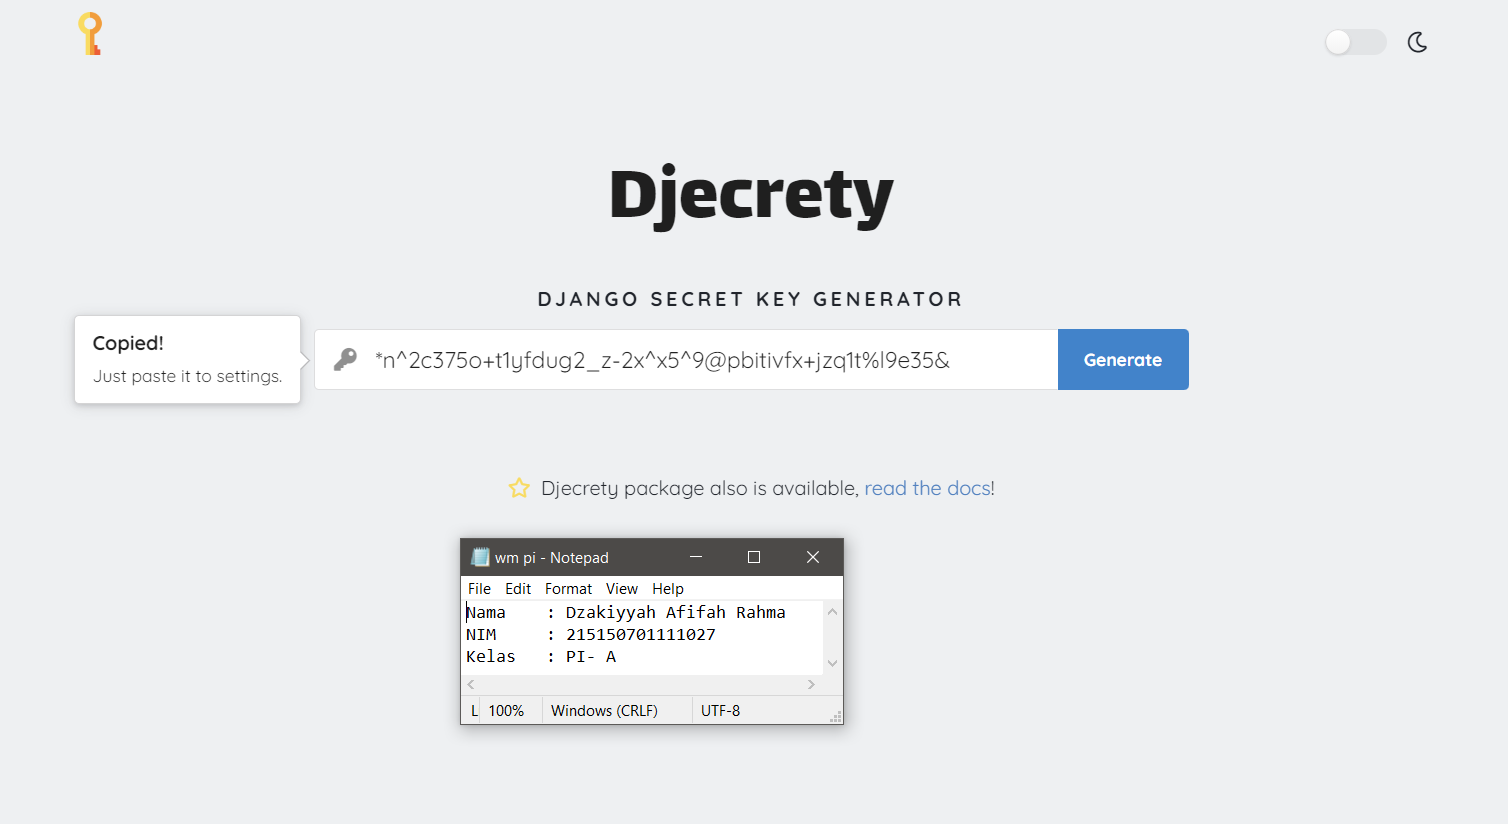 Djecrety
DJANGO SECRET KEY GENERATOR
Copied!
Just paste it to settings.
*n^2c375o+t1yfdug2_z-2x^x5^9@pbitivfx+jzq1t%l9e35&
Generate
Djecrety package also is available, read the docs!
wm pi - Notepad
File Edit Format View Help
Nama : Dzakiyyah Afifah Rahma
NIM : 215150701111027
Kelas : PI- A
L 100% Windows (CRLF) UTF-8